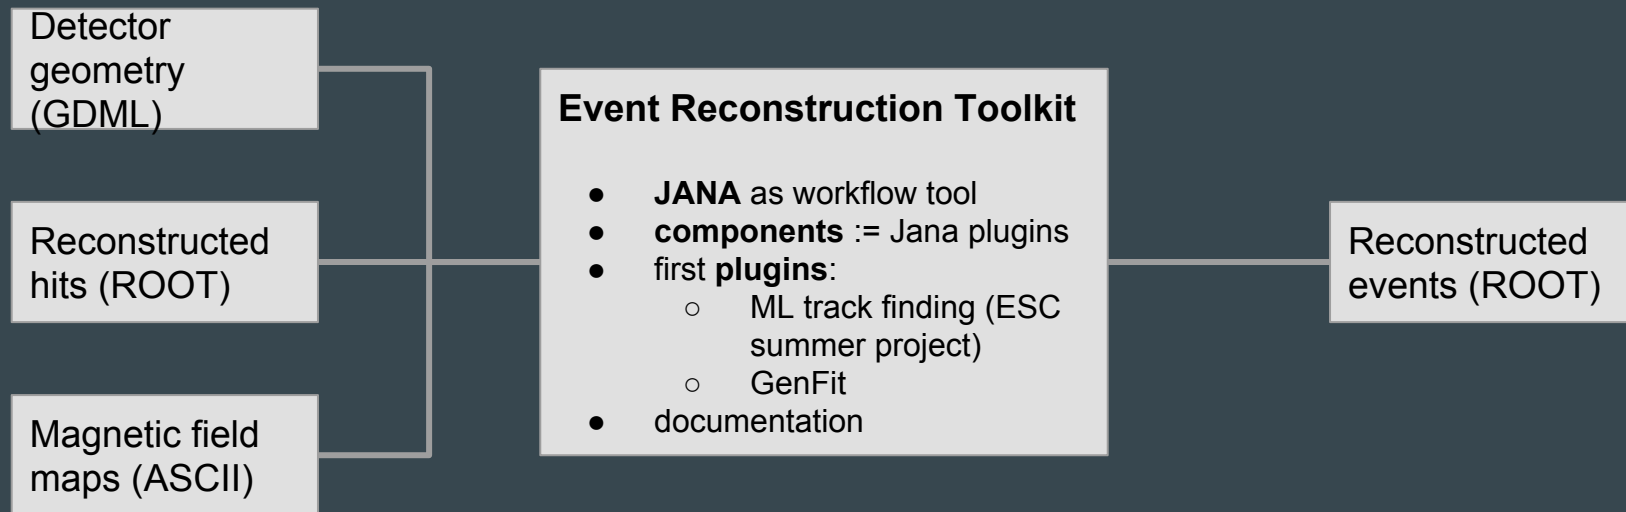 Detector
geometry
(GDML)
Reconstructed
hits (ROOT)
Magnetic field
maps (ASCII)
Event Reconstruction Toolkit
● JANA as workflow tool
● components := Jana plugins
● first plugins:
○ ML track finding (ESC
summer project)
○ GenFit
● documentation
Reconstructed
events (ROOT)